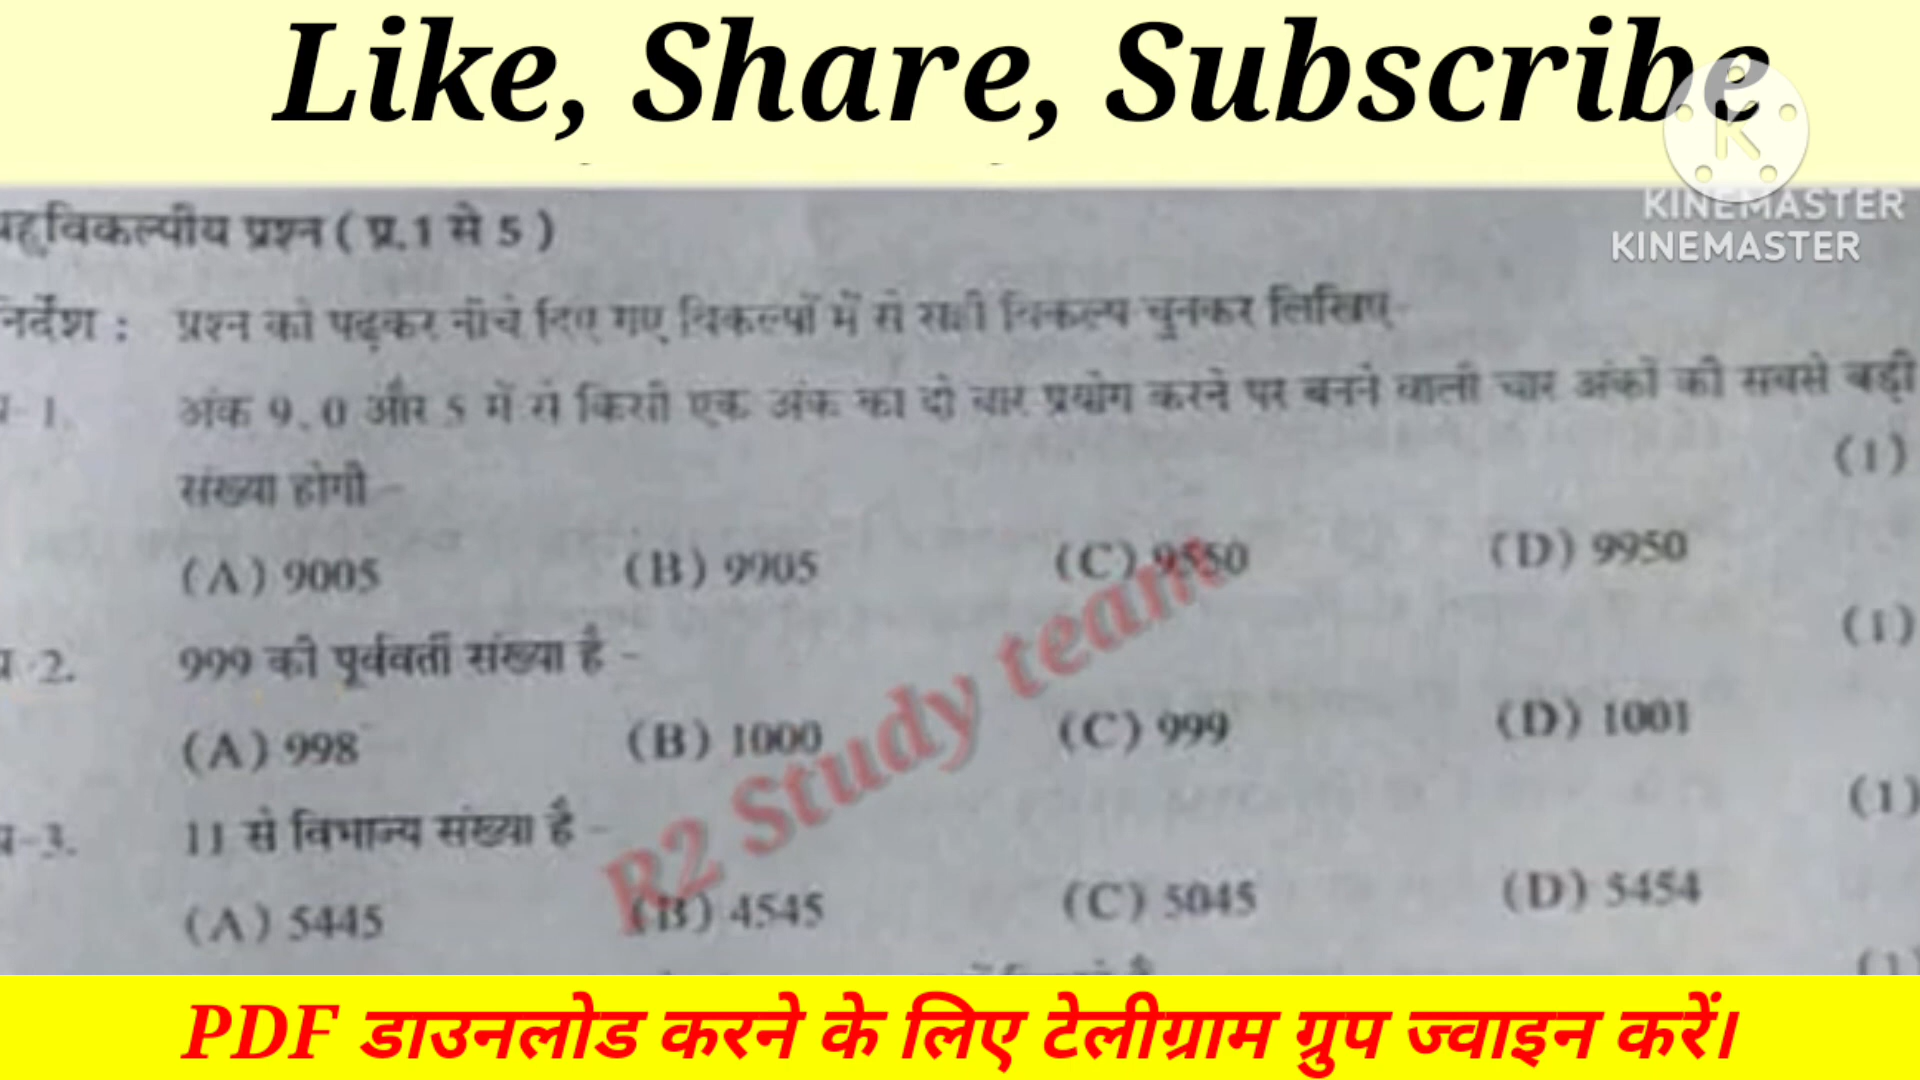 Like, Share, Subscribe
KINEMASTER
KINEMASTER
बहुविकल्पीय प्रश्न ( प्र.1 से 5 )
निर्देश : प्रश्न को पढ़कर नीचे दिए गए विकल्पों में से सही विकल्प चुनकर लिखिए-
प्र-1. अंक 9, 0 और 5 में से किसी एक अंक का दो बार प्रयोग करने पर बनने वाली चार अंकों की सबसे बड़ी
संख्या होगी – (1)
(A) 9005 (B) 9905 (C) 9550 (D) 9950
प्र-2. 999 की पूर्ववर्ती संख्या है – (1)
(A) 998 (B) 1000 (C) 999 (D) 1001
प्र-3. 11 से विभाज्य संख्या है – (1)
(A) 5445 (B) 4545 (C) 5045 (D) 5454
(1)
R2 Study team
PDF डाउनलोड करने के लिए टेलीग्राम ग्रुप ज्वाइन करें।